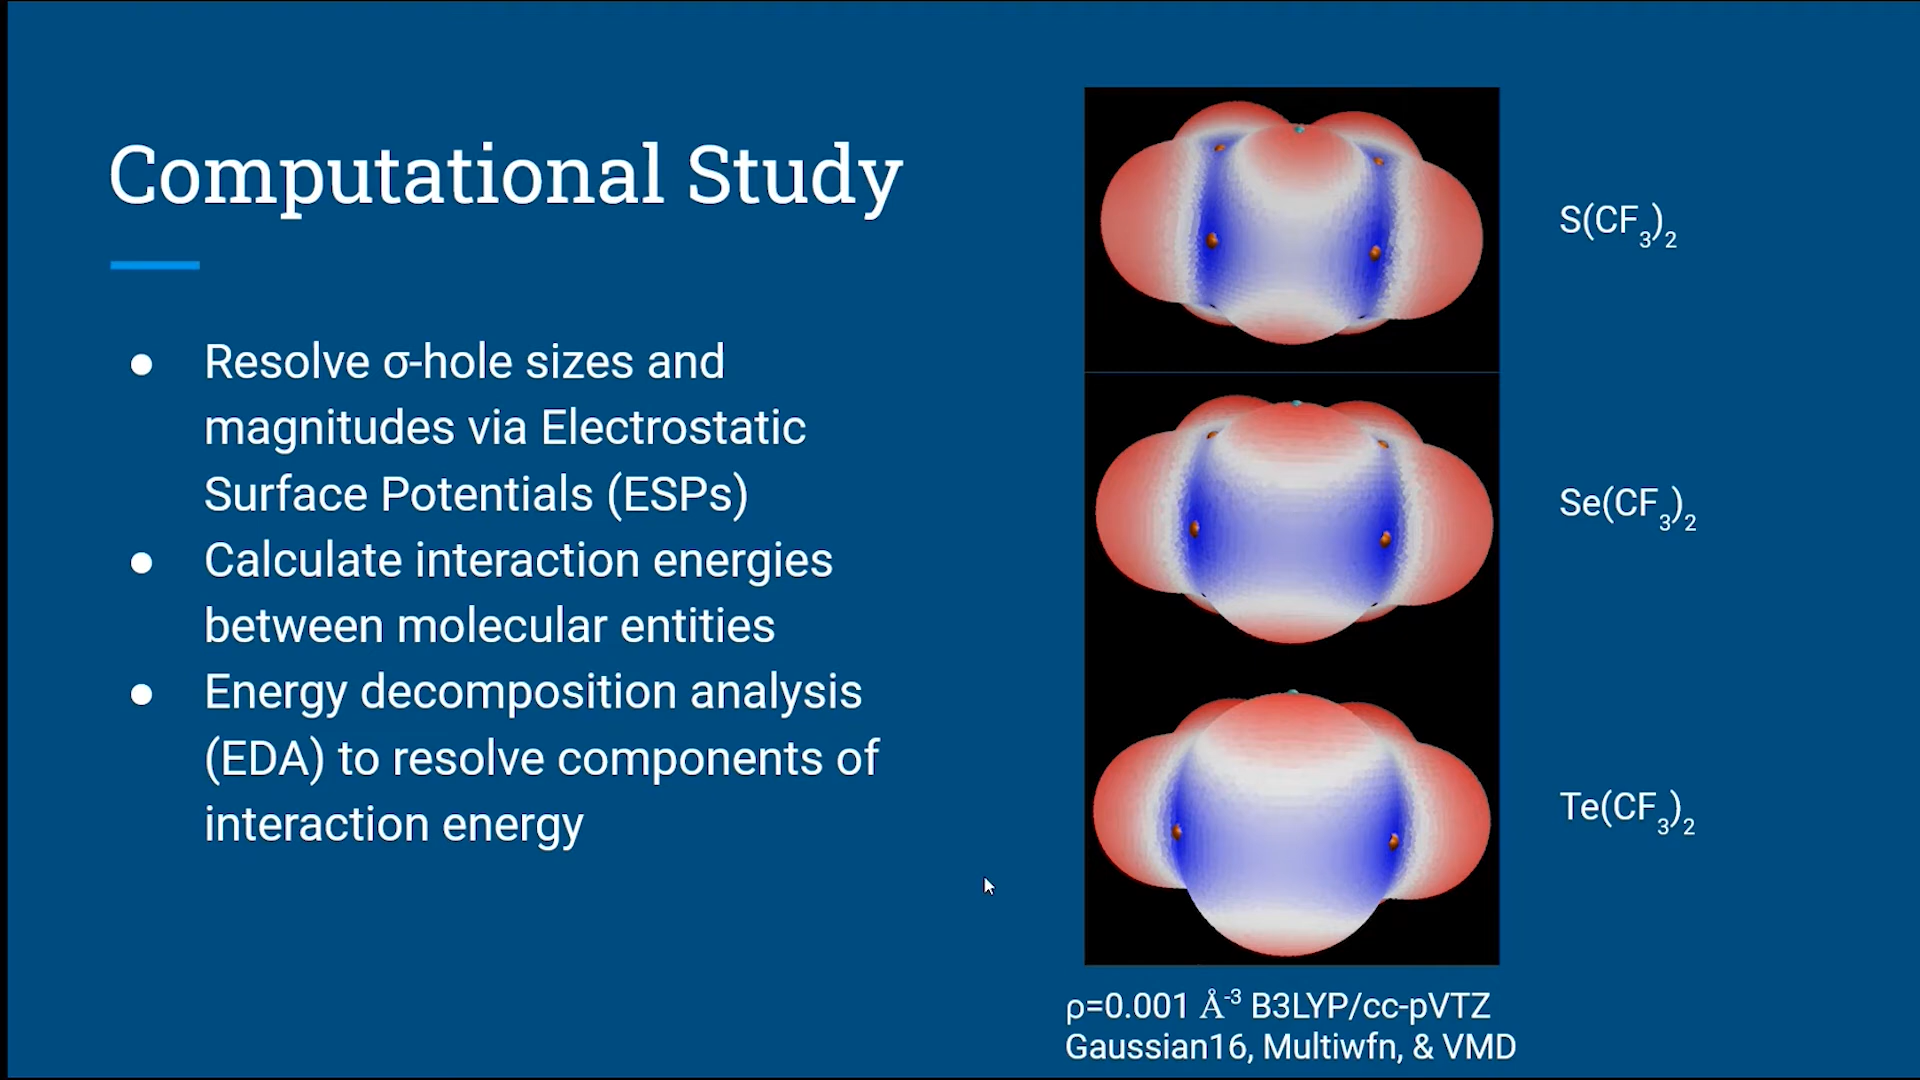 Computational Study
● Resolve σ-hole sizes and
magnitudes via Electrostatic
Surface Potentials (ESPs)
● Calculate interaction energies
between molecular entities
● Energy decomposition analysis
(EDA) to resolve components of
interaction energy
S(CF₃)₂
Se(CF₃)₂
Te(CF₃)₂
ρ=0.001 Å⁻³ B3LYP/cc-pVTZ
Gaussian16, Multiwfn, & VMD